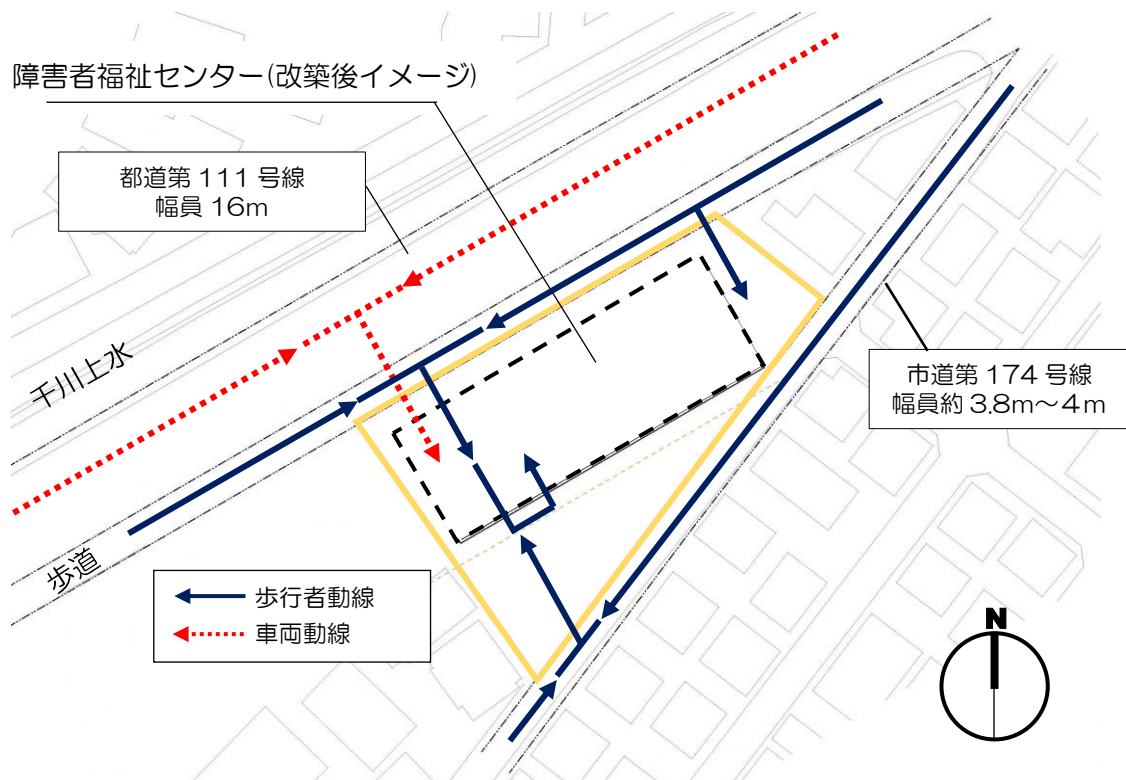 障害者福祉センター(改築後イメージ)
都道第 111 号線
幅員 16m
千川上水
市道第 174 号線
幅員約 3.8m～4m
歩道
歩行者動線
車両動線
N